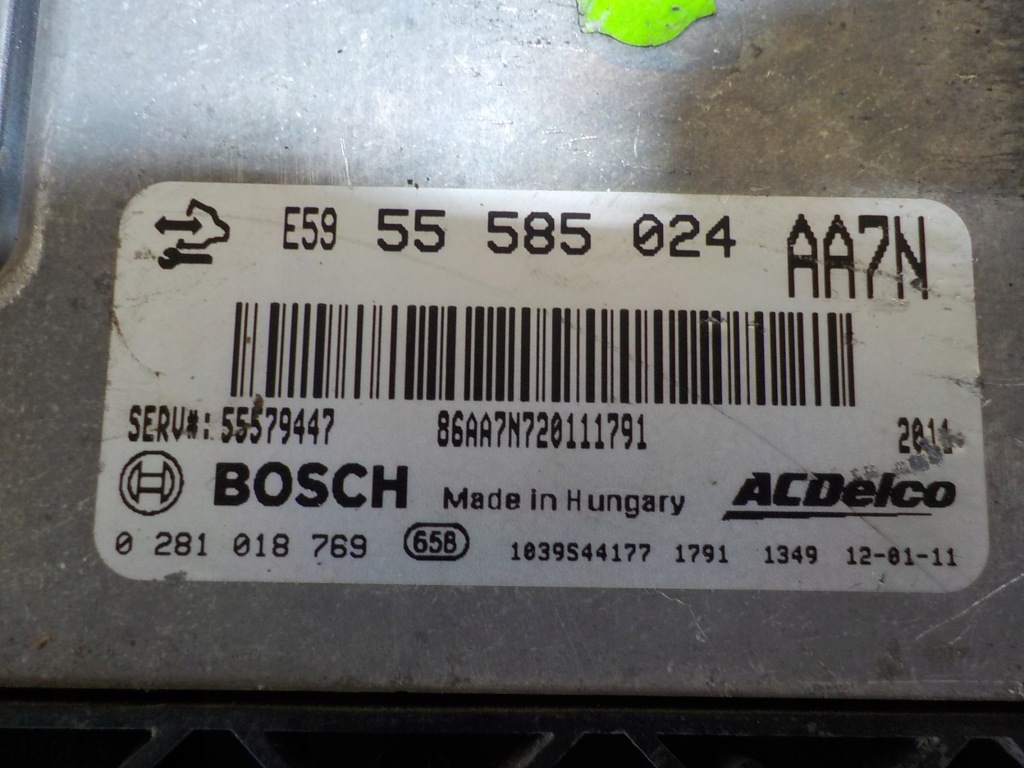 E59 55 585 024 AA7N
SERV#: 55579447 86AA7N720111791 2011
BOSCH Made in Hungary ACDelco
0 281 018 769 658 1039S44177 1791 1349 12-01-11